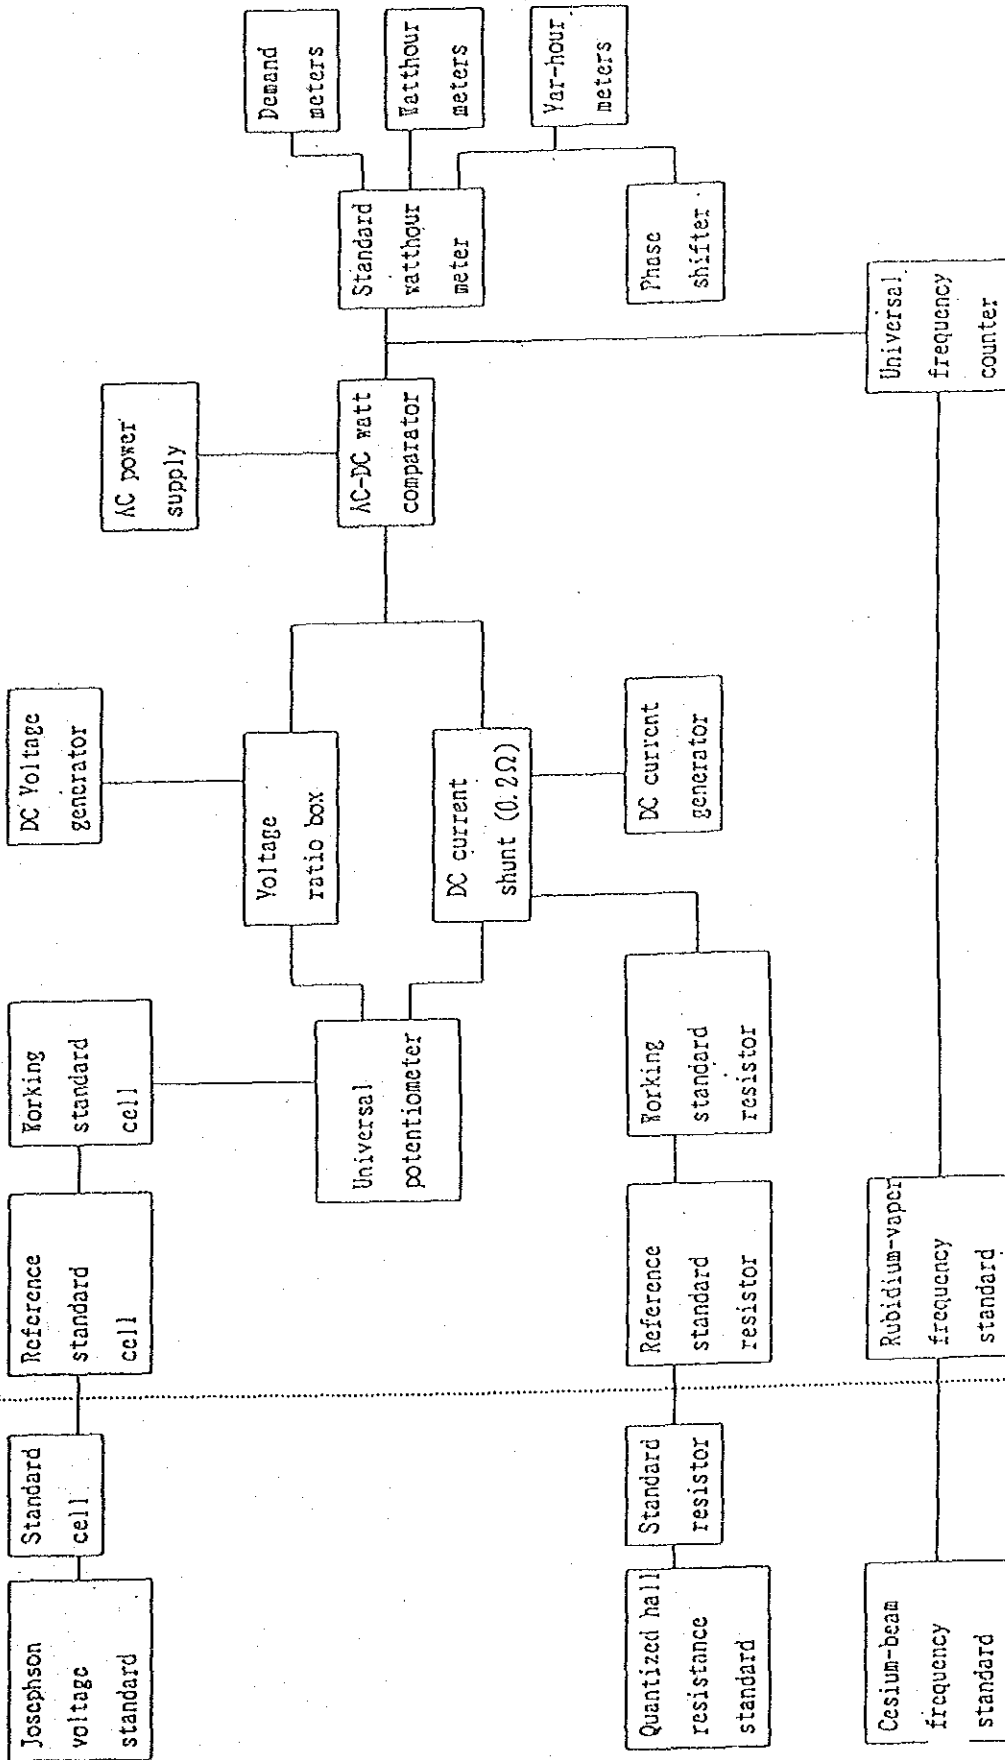 Josephson
voltage
standard
Standard
cell
Reference
standard
cell
Working
standard
cell
DC Voltage
generator
AC power
supply
Demand
meters
Voltage
ratio box
Universal
potentiometer
DC current
shunt (0.2Ω)
AC-DC watt
comparator
Standard
watthour
meter
Watthour
meters
Var-hour
meters
Phase
shifter
Quantized hall
resistance
standard
Standard
resistor
Reference
standard
resistor
Working
standard
resistor
DC current
generator
Cesium-beam
frequency
standard
Rubidium-vaper
frequency
standard
Universal
frequency
counter